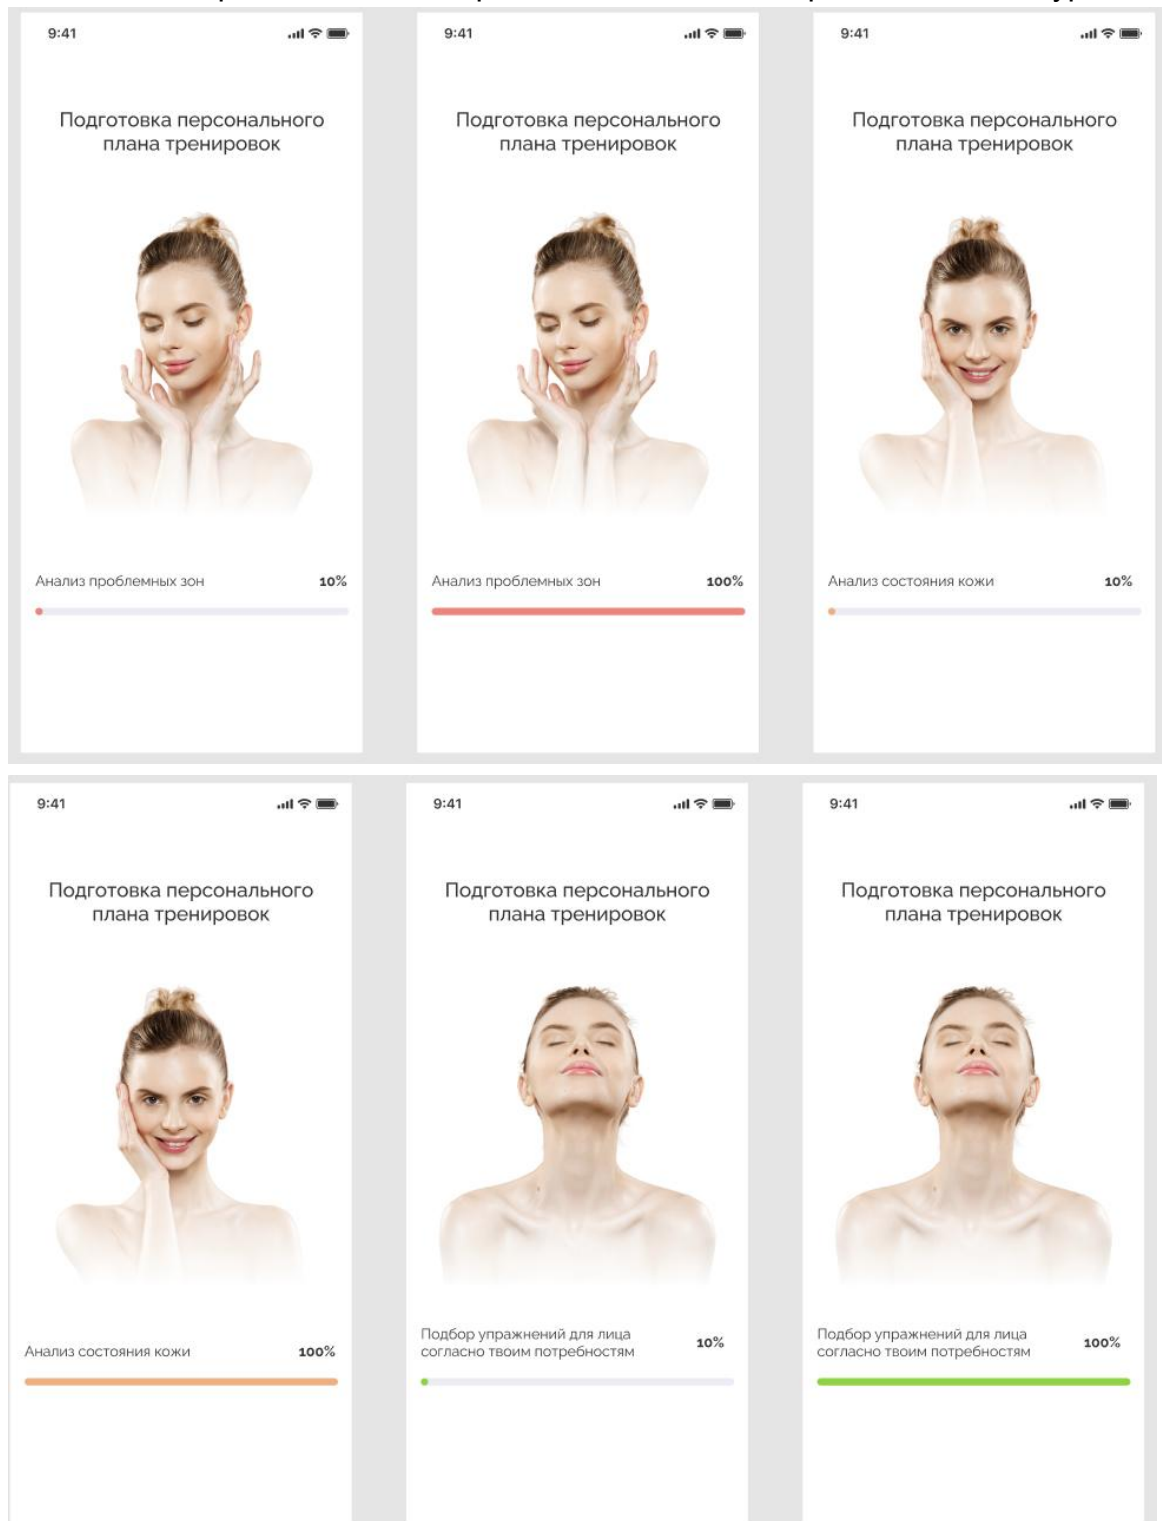 9:41
Подготовка персонального
плана тренировок
Анализ проблемных зон 10%
9:41
Подготовка персонального
плана тренировок
Анализ проблемных зон 100%
9:41
Подготовка персонального
плана тренировок
Анализ состояния кожи 10%
9:41
Подготовка персонального
плана тренировок
Анализ состояния кожи 100%
9:41
Подготовка персонального
плана тренировок
Подбор упражнений для лица
согласно твоим потребностям 10%
9:41
Подготовка персонального
плана тренировок
Подбор упражнений для лица
согласно твоим потребностям 100%